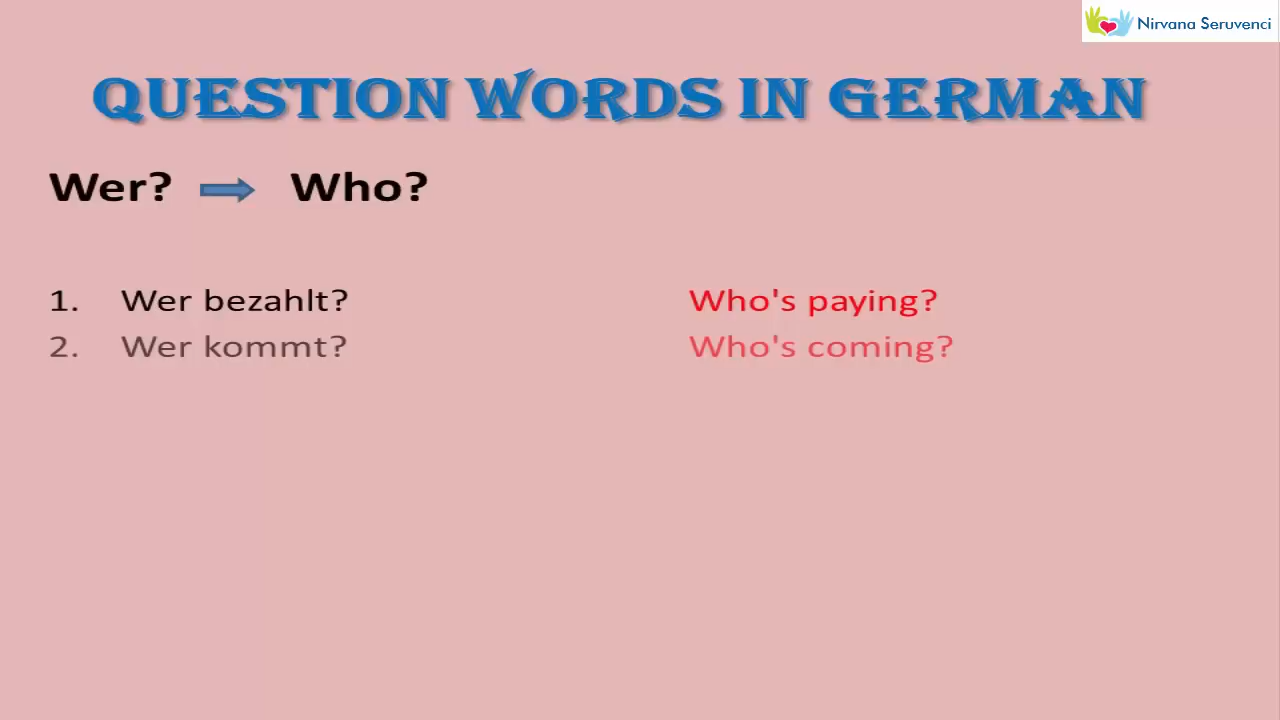 Nirvana Seruvenci
QUESTION WORDS IN GERMAN
Wer? Who?
1. Wer bezahlt? Who's paying?
2. Wer kommt? Who's coming?